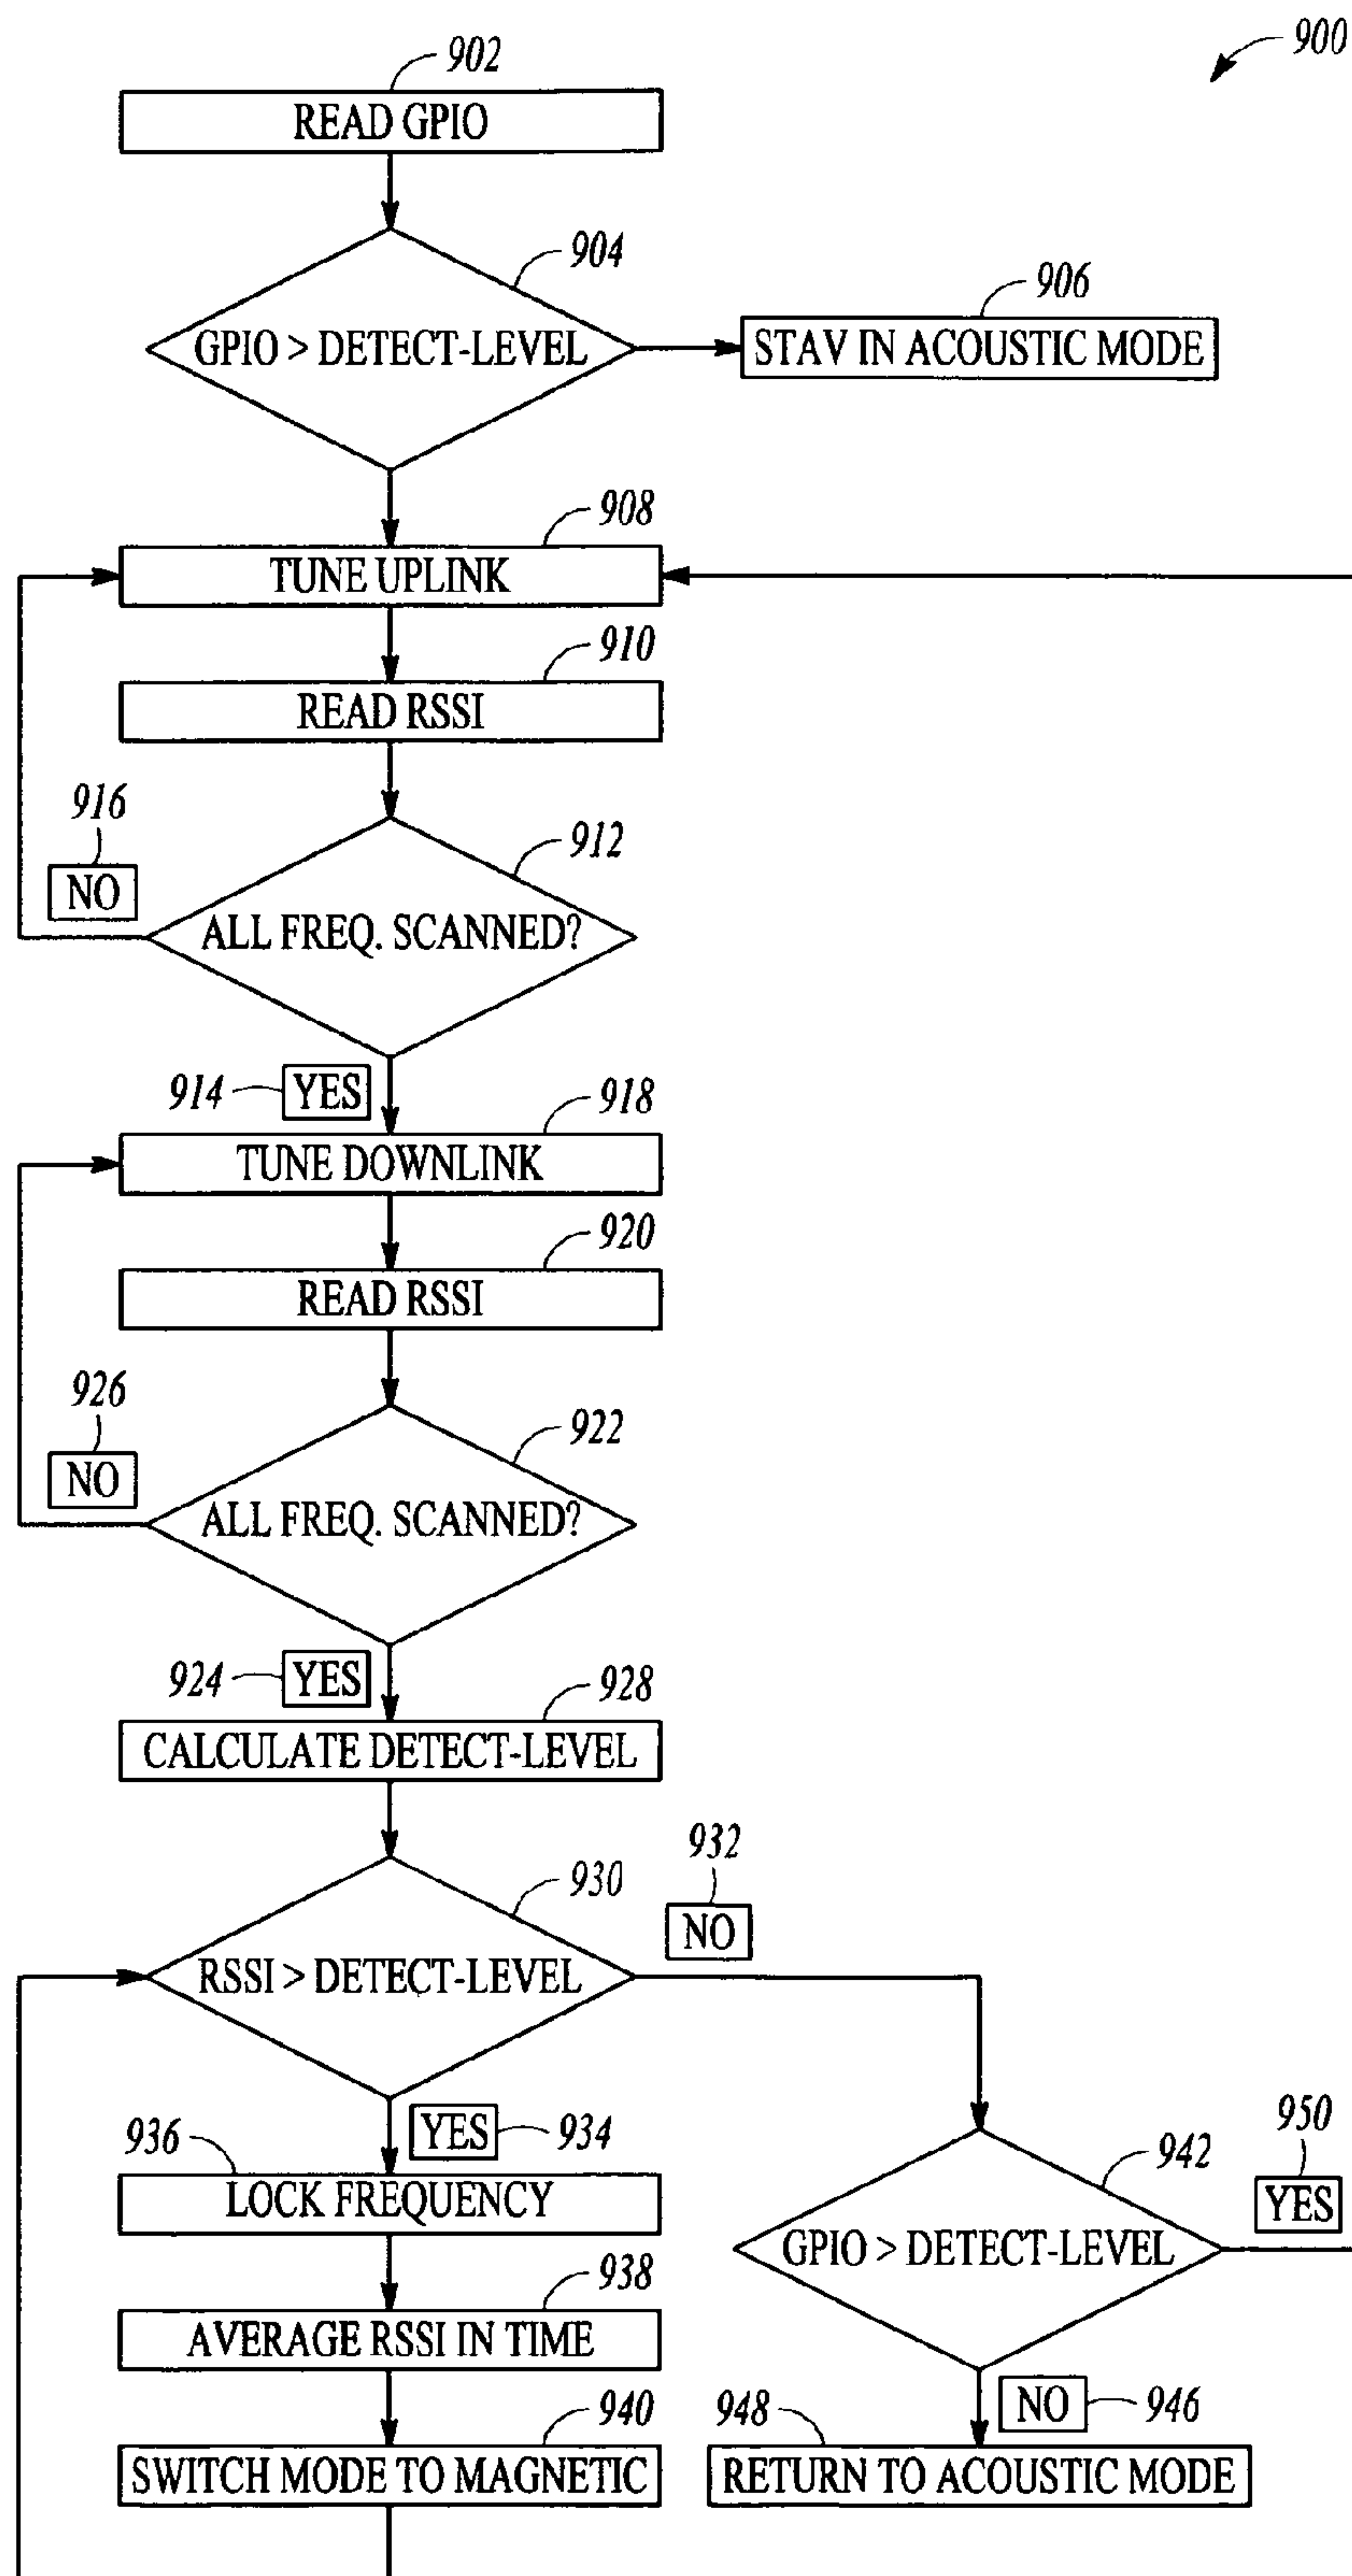 900
902
READ GPIO
904
GPIO > DETECT-LEVEL
906
STAV IN ACOUSTIC MODE
908
TUNE UPLINK
910
READ RSSI
916
NO
912
ALL FREQ. SCANNED?
914
YES
918
TUNE DOWNLINK
920
READ RSSI
926
NO
922
ALL FREQ. SCANNED?
924
YES
928
CALCULATE DETECT-LEVEL
930
RSSI > DETECT-LEVEL
932
NO
YES
934
936
LOCK FREQUENCY
938
AVERAGE RSSI IN TIME
940
SWITCH MODE TO MAGNETIC
942
GPIO > DETECT-LEVEL
950
YES
NO
946
948
RETURN TO ACOUSTIC MODE